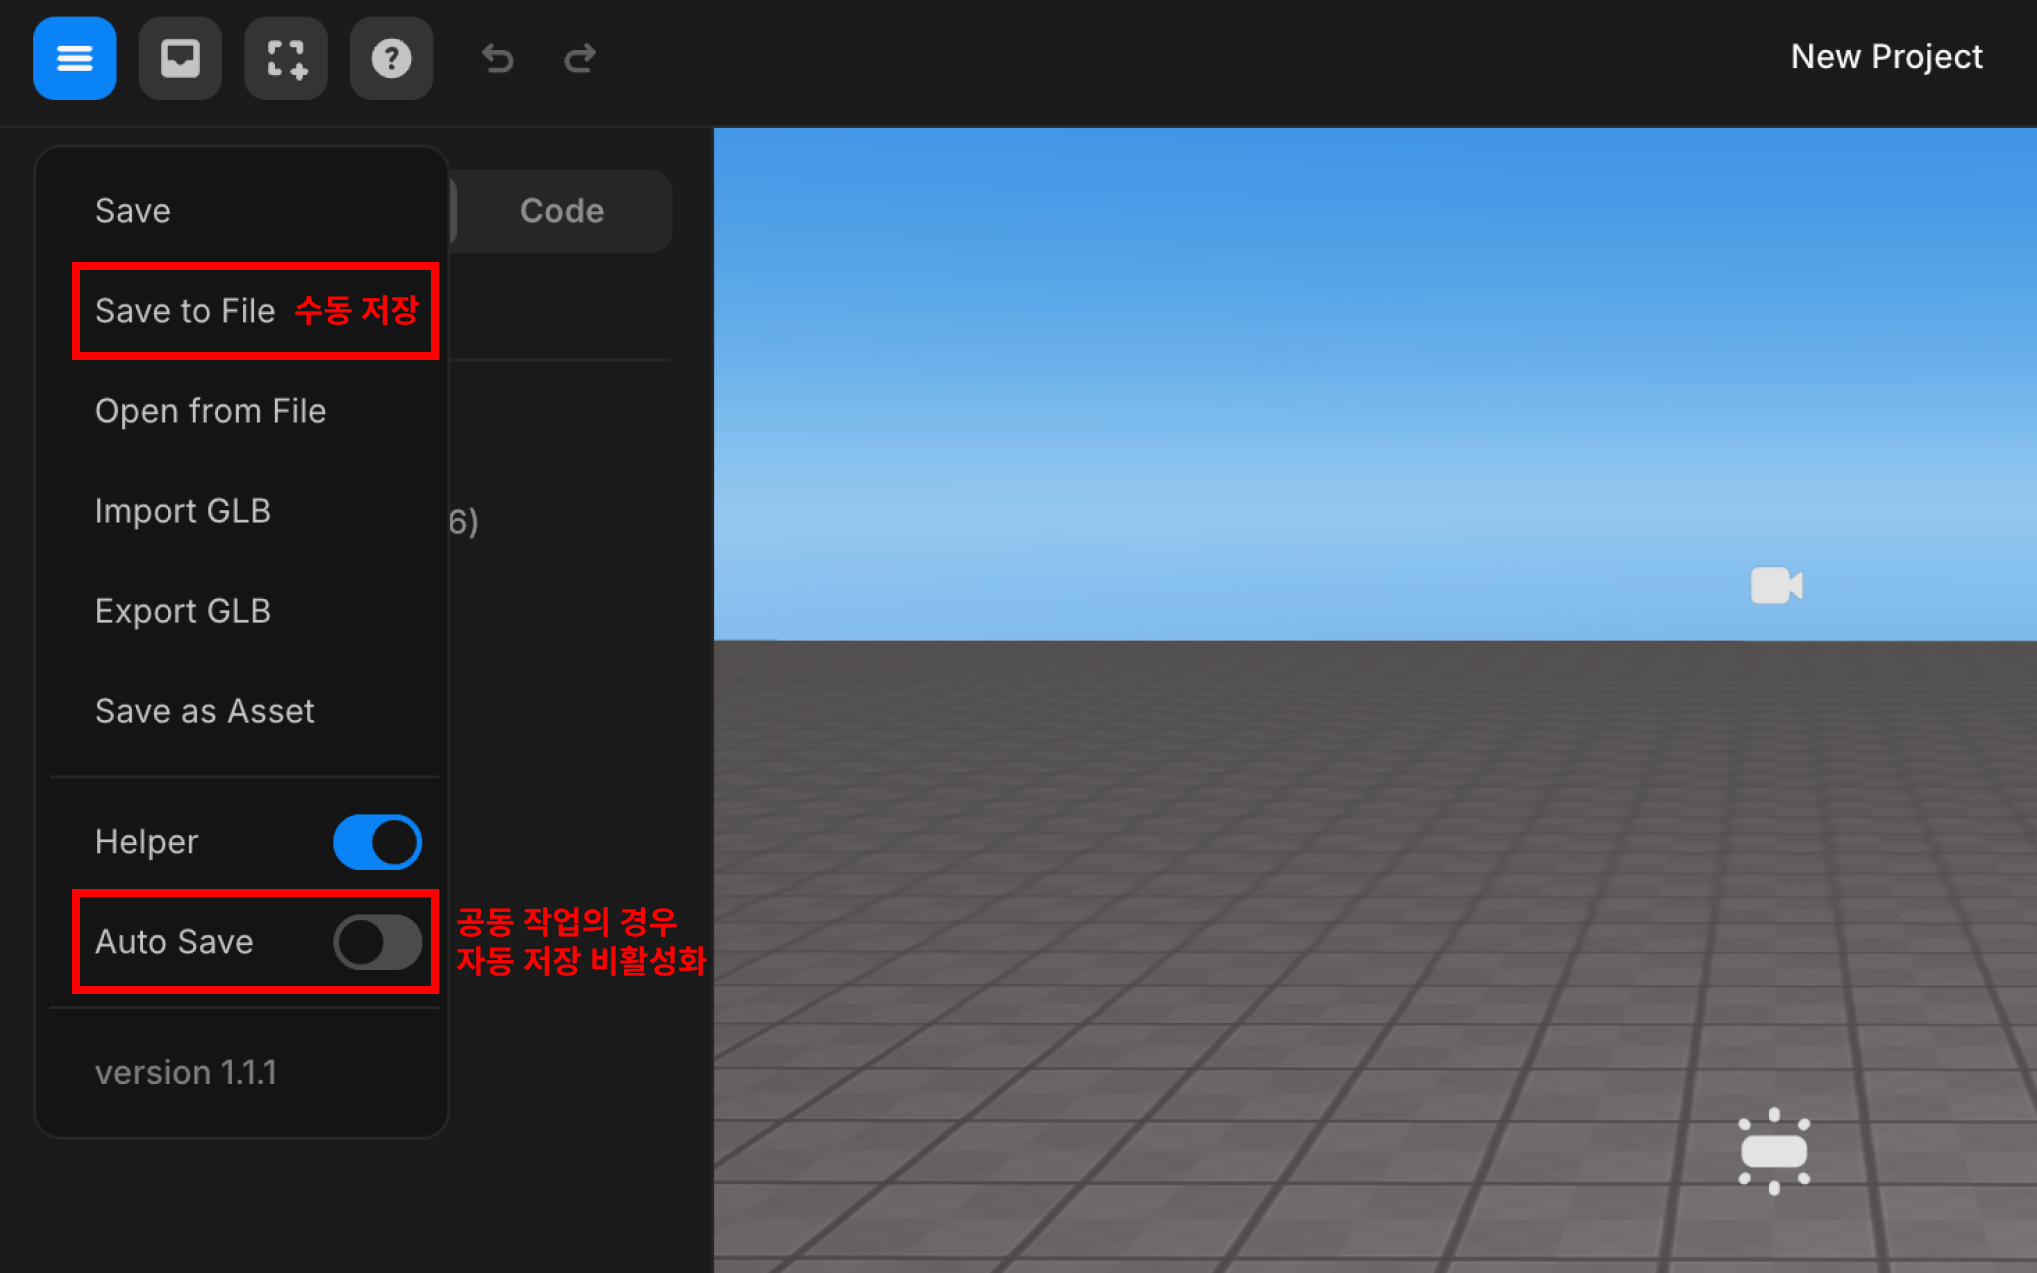 New Project
Save
Code
Save to File 수동 저장
Open from File
Import GLB
6)
Export GLB
Save as Asset
Helper
Auto Save
공동 작업의 경우
자동 저장 비활성화
version 1.1.1